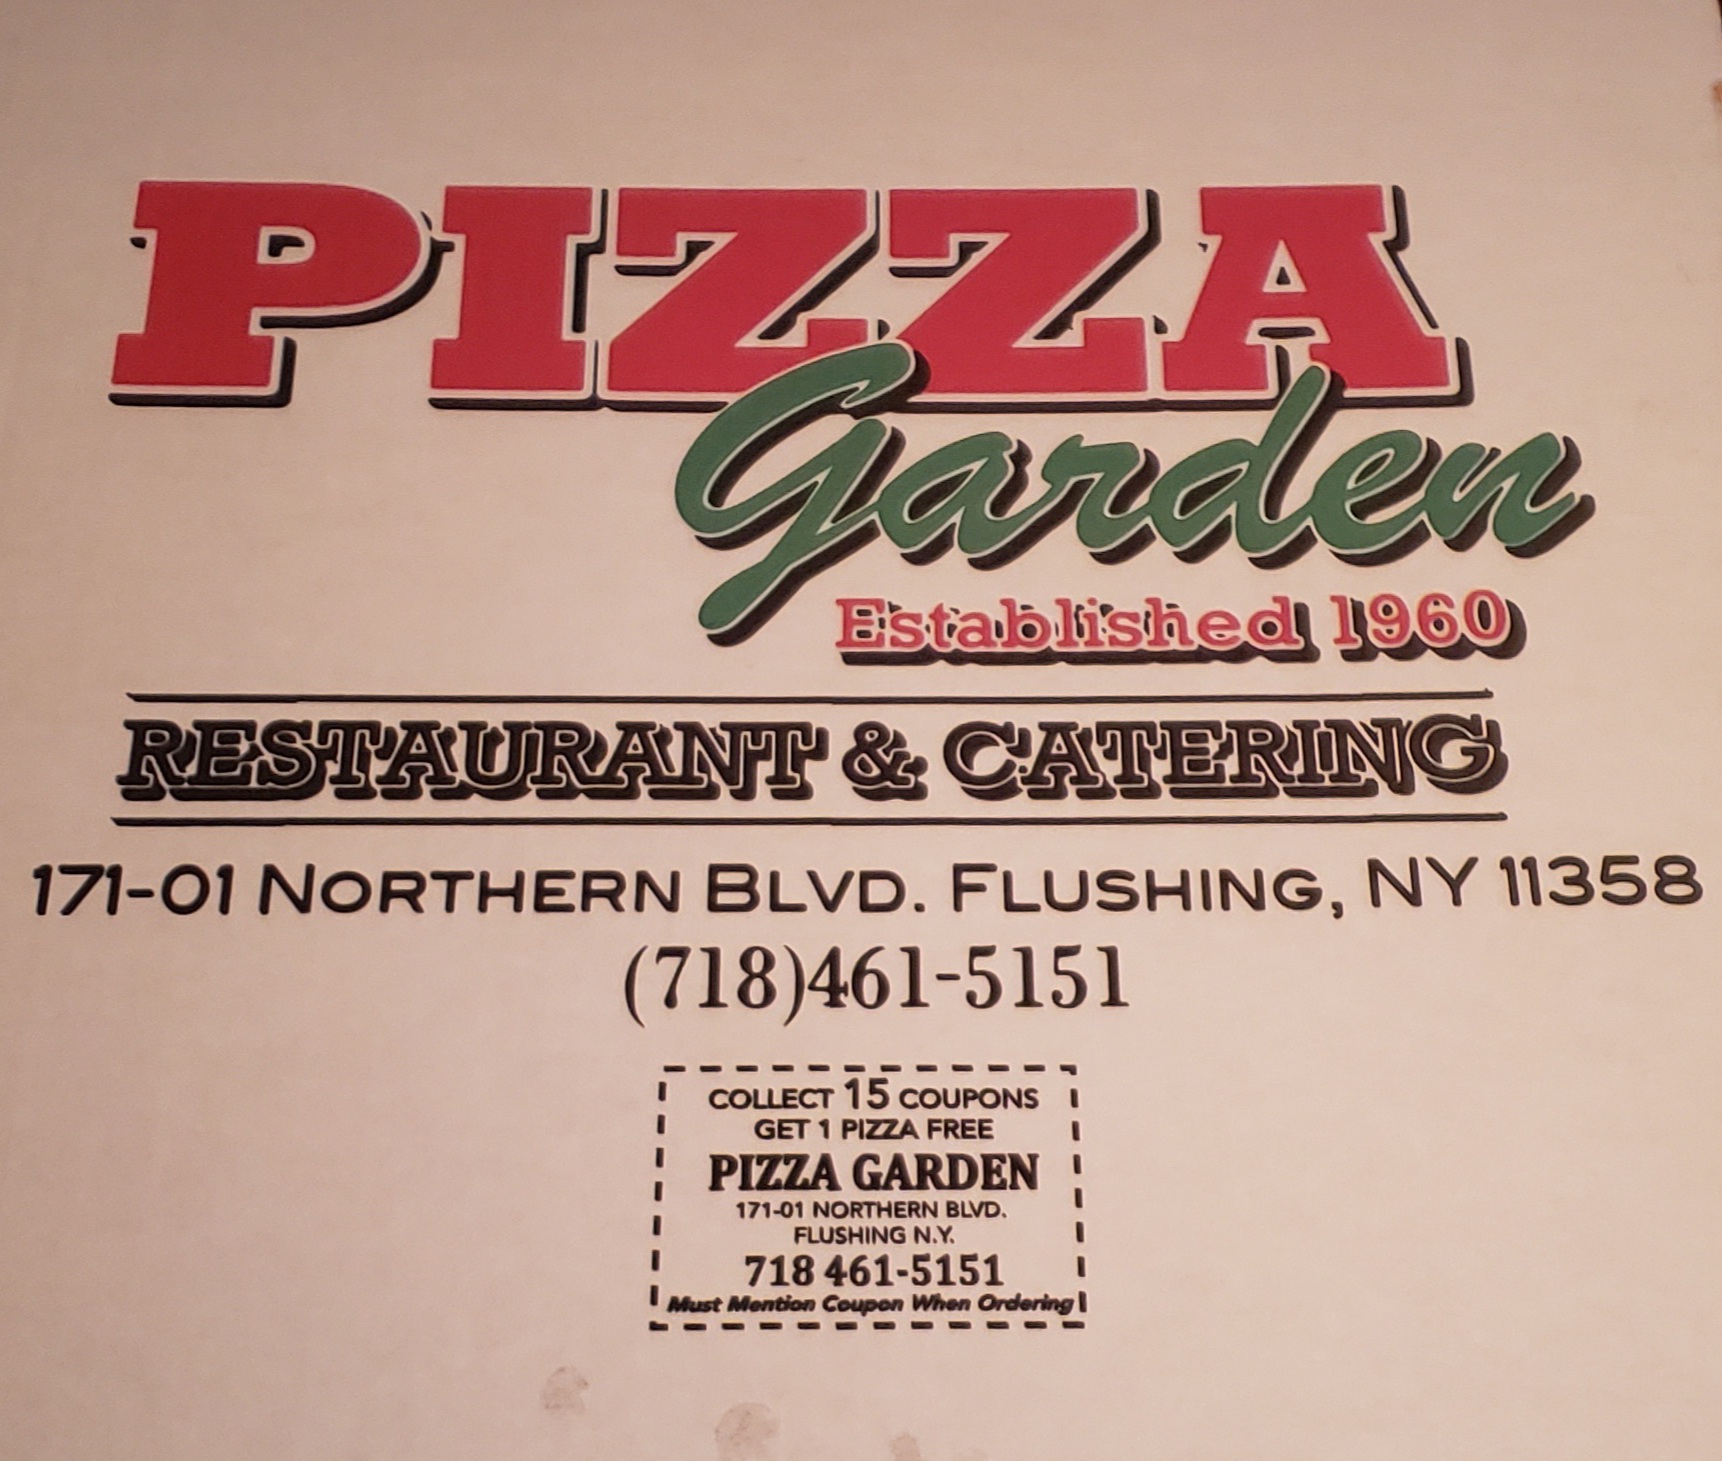 PIZZA
Garden
Established 1960
RESTAURANT & CATERING
171-01 NORTHERN BLVD. FLUSHING, NY 11358
(718)461-5151
COLLECT 15 COUPONS
GET 1 PIZZA FREE
PIZZA GARDEN
171-01 NORTHERN BLVD.
FLUSHING N.Y.
718 461-5151
Must Mention Coupon When Ordering